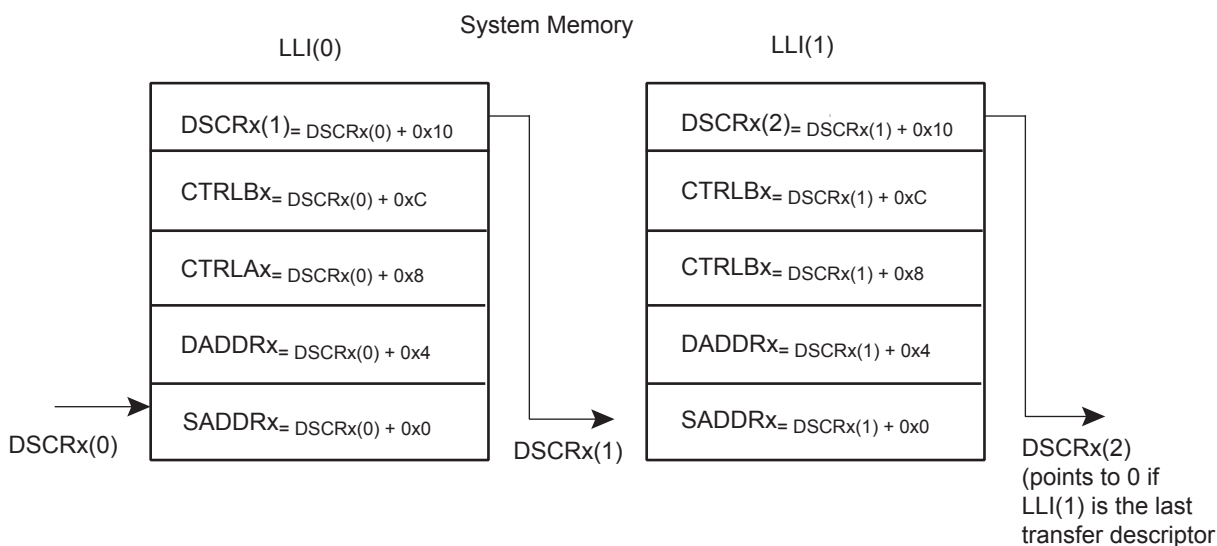 System Memory
LLI(0)
LLI(1)
DSCRx(1)= DSCRx(0) + 0x10
CTRLBx= DSCRx(0) + 0xC
CTRLAx= DSCRx(0) + 0x8
DADDRx= DSCRx(0) + 0x4
SADDRx= DSCRx(0) + 0x0
DSCRx(0)
DSCRx(1)
DSCRx(2)= DSCRx(1) + 0x10
CTRLBx= DSCRx(1) + 0xC
CTRLBx= DSCRx(1) + 0x8
DADDRx= DSCRx(1) + 0x4
SADDRx= DSCRx(1) + 0x0
DSCRx(2)
(points to 0 if
LLI(1) is the last
transfer descriptor